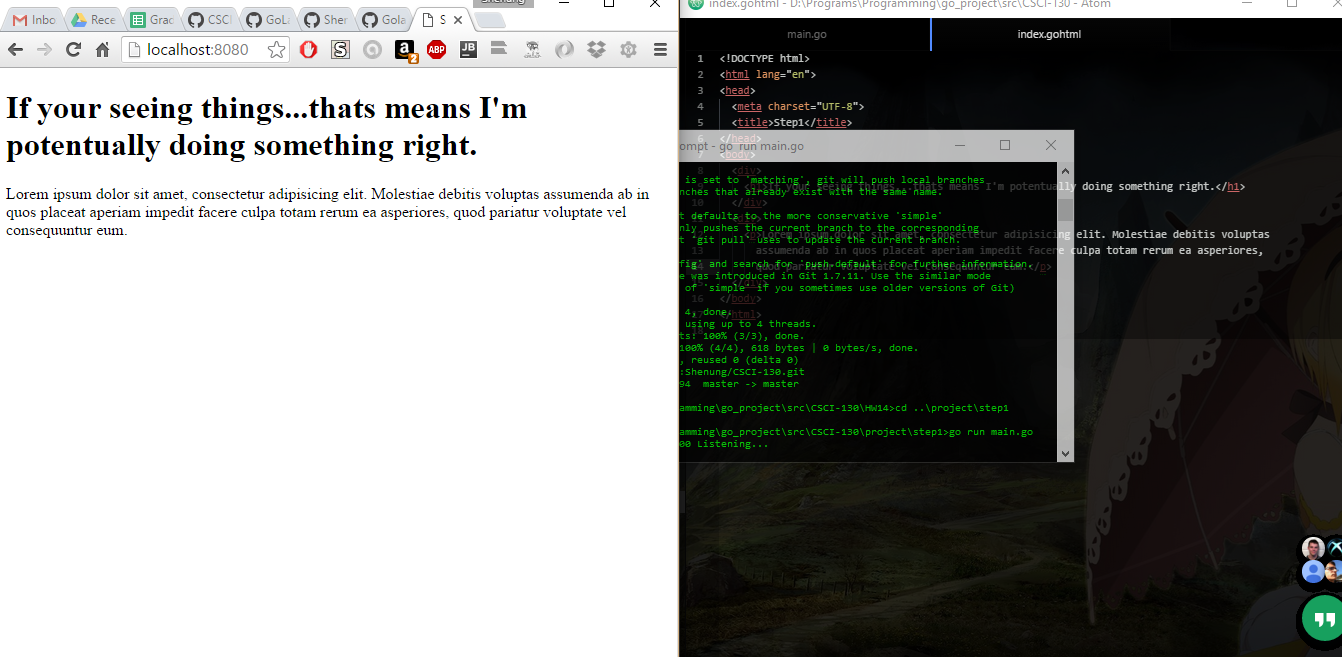 Inbo
Rece
Grad
CSCI
GoLa
Sher
Gola
S
localhost:8080
If your seeing things...thats means I'm
potentually doing something right.
Lorem ipsum dolor sit amet, consectetur adipisicing elit. Molestiae debitis voluptas assumenda ab in
quos placeat aperiam impedit facere culpa totam rerum ea asperiores, quod pariatur voluptate vel
consequuntur eum.
index.gohtml - D:\Programs\Programming\go_project\src\CSCI-130 - Atom
main.go
index.gohtml
1 <!DOCTYPE html>
2 <html lang="en">
3 <head>
4 <meta charset="UTF-8">
5 <title>Step1</title>
6 </head>
7 <body>
8 <div>
means I'm potentually doing something right.</h1>
10 </div>
consectetur adipisicing elit. Molestiae debitis voluptas
assumenda ab in quos placeat aperiam impedit facere culpa totam rerum ea asperiores,
16 </body>
</html>
ompt - go run main.go
is set to 'matching', git will push local branches
nches that already exist with the same name.
t defaults to the more conservative 'simple'
nly pushes the current branch to the corresponding
t 'git pull' uses to update the current branch.
fig' and search for 'push.default' for further information.
e was introduced in Git 1.7.11. Use the similar mode
of 'simple' if you sometimes use older versions of Git)
4, done.
using up to 4 threads.
ts: 100% (3/3), done.
100% (4/4), 618 bytes | 0 bytes/s, done.
, reused 0 (delta 0)
:Shenung/CSCI-130.git
94 master -> master
amming\go_project\src\CSCI-130\HW14>cd ..\project\step1
amming\go_project\src\CSCI-130\project\step1>go run main.go
00 Listening...